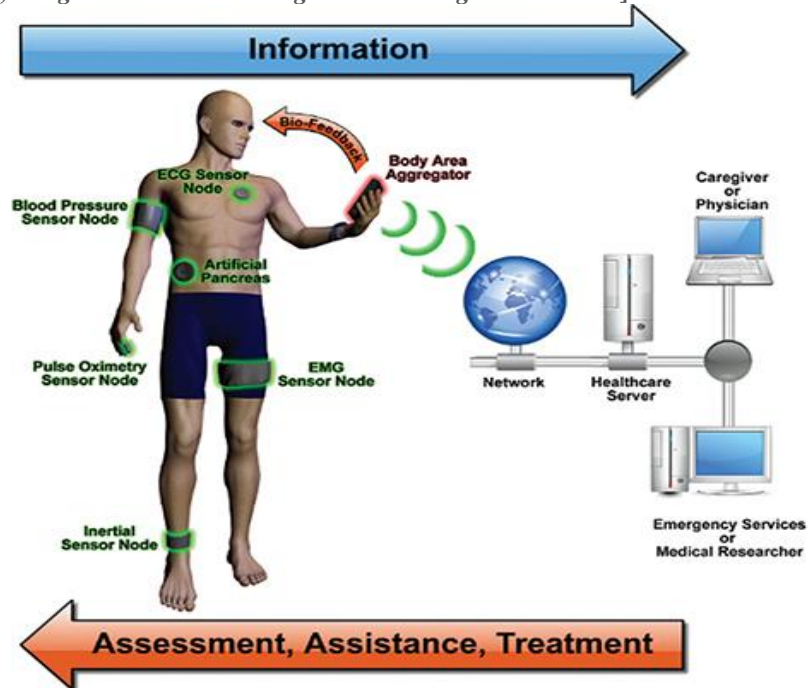 Information
Bio-Feedback
Body Area
Aggregator
ECG Sensor
Node
Blood Pressure
Sensor Node
Caregiver
or
Physician
Artificial
Pancreas
Pulse Oximetry
Sensor Node
EMG
Sensor Node
Network
Healthcare
Server
Inertial
Sensor Node
Emergency Services
or
Medical Researcher
Assessment, Assistance, Treatment